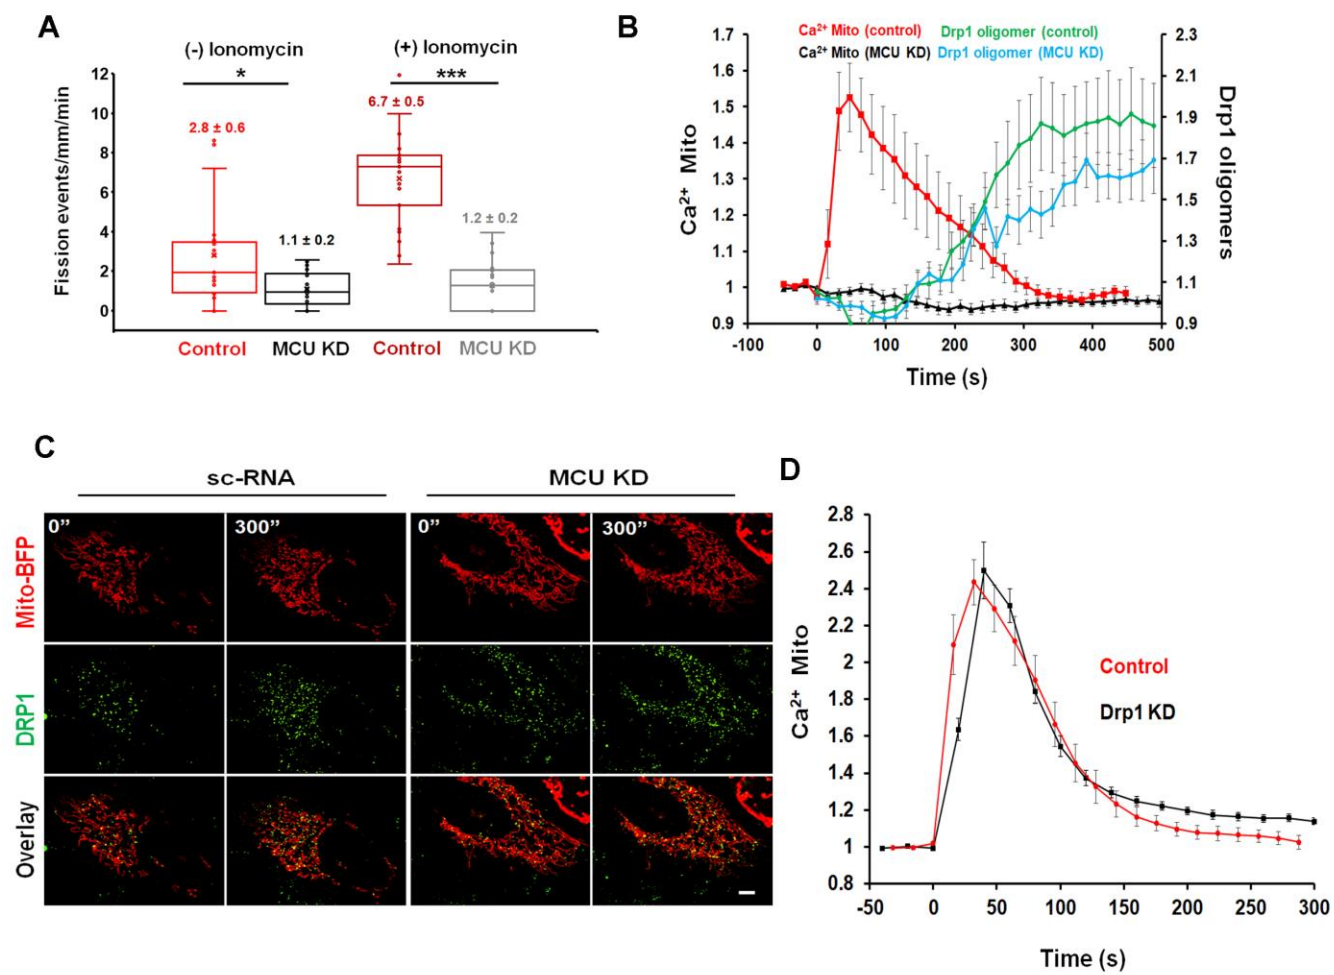 A
(-) Ionomycin
(+) Ionomycin
*
***
Fission events/mm/min
12
10
8
6
4
2
0
2.8 ± 0.6
1.1 ± 0.2
6.7 ± 0.5
1.2 ± 0.2
Control
MCU KD
Control
MCU KD
B
Ca²⁺ Mito (control)
Drp1 oligomer (control)
Ca²⁺ Mito (MCU KD)
Drp1 oligomer (MCU KD)
Ca²⁺ Mito
1.7
1.6
1.5
1.4
1.3
1.2
1.1
1
0.9
2.3
2.1
1.9
1.7
1.5
1.3
1.1
0.9
Drp1 oligomers
-100
0
100
200
300
400
500
Time (s)
C
sc-RNA
MCU KD
0”
300”
0”
300”
Mito-BFP
DRP1
Overlay
D
Ca²⁺ Mito
2.8
2.6
2.4
2.2
2
1.8
1.6
1.4
1.2
1
0.8
Control
Drp1 KD
-50
0
50
100
150
200
250
300
Time (s)